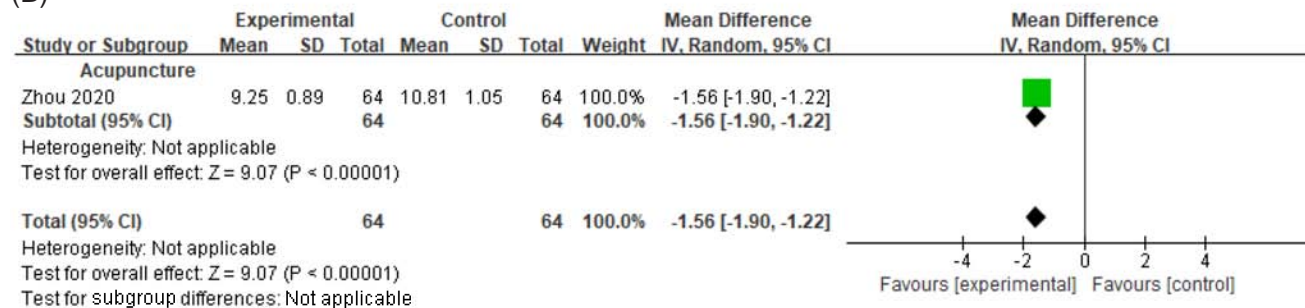 (B)
Experimental Control Mean Difference Mean Difference
Study or Subgroup Mean SD Total Mean SD Total Weight IV, Random, 95% CI IV, Random, 95% CI
Acupuncture
Zhou 2020 9.25 0.89 64 10.81 1.05 64 100.0% -1.56 [-1.90, -1.22]
Subtotal (95% CI) 64 64 100.0% -1.56 [-1.90, -1.22]
Heterogeneity: Not applicable
Test for overall effect: Z = 9.07 (P < 0.00001)
Total (95% CI) 64 64 100.0% -1.56 [-1.90, -1.22]
Heterogeneity: Not applicable
Test for overall effect: Z = 9.07 (P < 0.00001)
Test for subgroup differences: Not applicable
-4 -2 0 2 4
Favours [experimental] Favours [control]